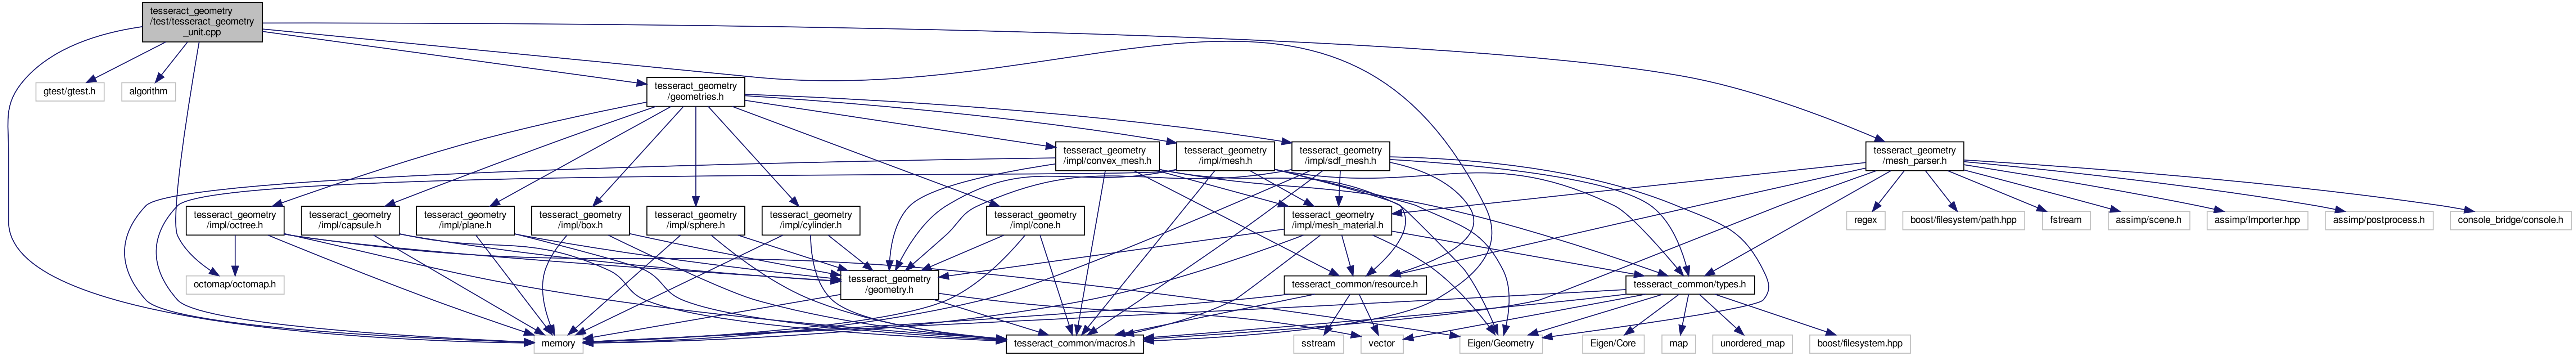 tesseract_geometry
/test/tesseract_geometry
_unit.cpp
gtest/gtest.h
algorithm
tesseract_geometry
/geometries.h
tesseract_geometry
/impl/convex_mesh.h
tesseract_geometry
/impl/mesh.h
tesseract_geometry
/impl/sdf_mesh.h
tesseract_geometry
/mesh_parser.h
tesseract_geometry
/impl/octree.h
tesseract_geometry
/impl/capsule.h
tesseract_geometry
/impl/plane.h
tesseract_geometry
/impl/box.h
tesseract_geometry
/impl/sphere.h
tesseract_geometry
/impl/cylinder.h
tesseract_geometry
/impl/cone.h
tesseract_geometry
/impl/mesh_material.h
regex
boost/filesystem/path.hpp
fstream
assimp/scene.h
assimp/Importer.hpp
assimp/postprocess.h
console_bridge/console.h
octomap/octomap.h
tesseract_geometry
/geometry.h
tesseract_common/resource.h
tesseract_common/types.h
memory
tesseract_common/macros.h
sstream
vector
Eigen/Geometry
Eigen/Core
map
unordered_map
boost/filesystem.hpp